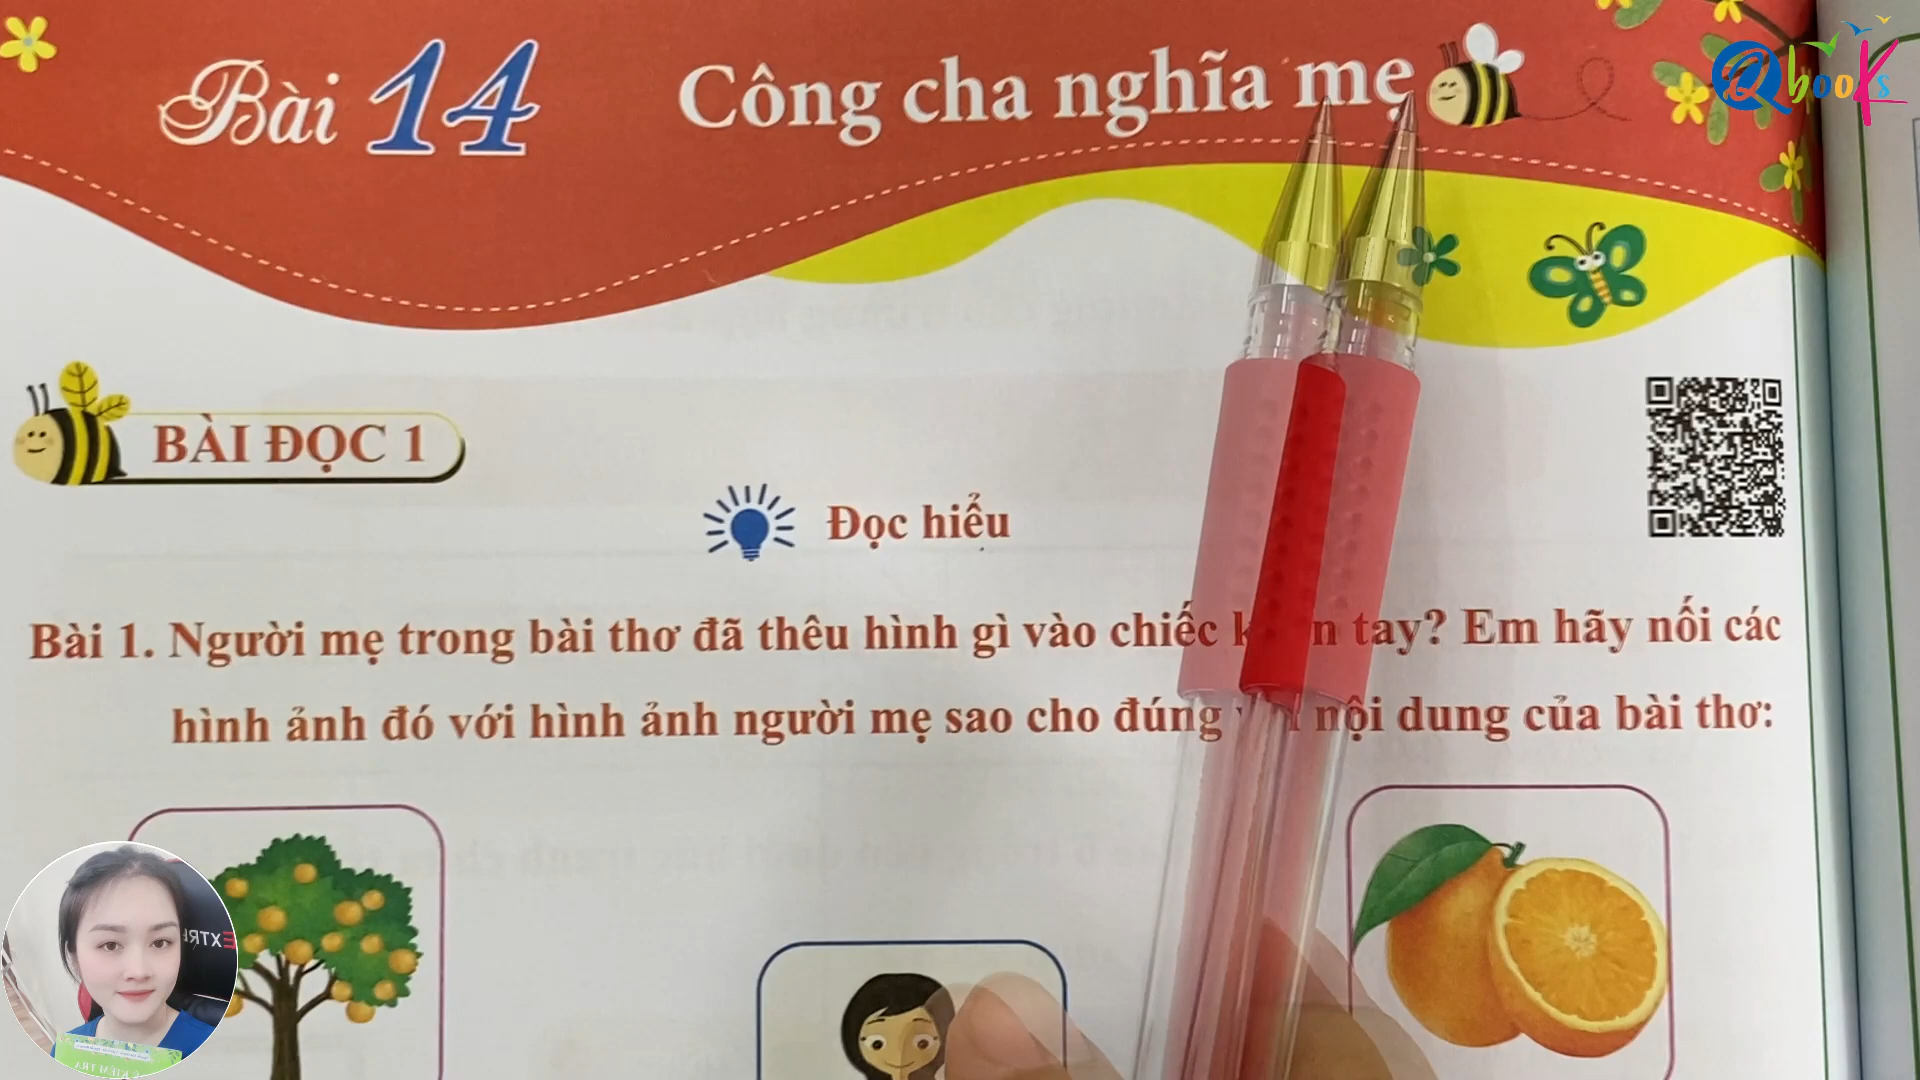 Bài 14 Công cha nghĩa mẹ
Qbooks
BÀI ĐỌC 1
Đọc hiểu
Bài 1. Người mẹ trong bài thơ đã thêu hình gì vào chiếc tay? Em hãy nối các
hình ảnh đó với hình ảnh người mẹ sao cho đúng nội dung của bài thơ: